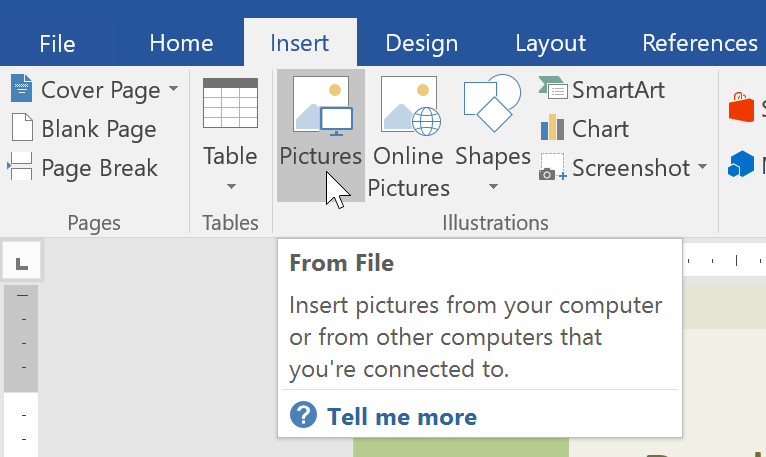 File Home Insert Design Layout References
Cover Page
Blank Page
Page Break
Pages
Table
Tables
Pictures
Online
Pictures
Shapes
SmartArt
Chart
Screenshot
Illustrations
From File
Insert pictures from your computer
or from other computers that
you're connected to.
Tell me more